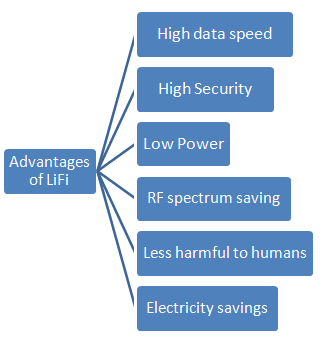 Advantages
of LiFi
High data speed
High Security
Low Power
RF spectrum saving
Less harmful to humans
Electricity savings